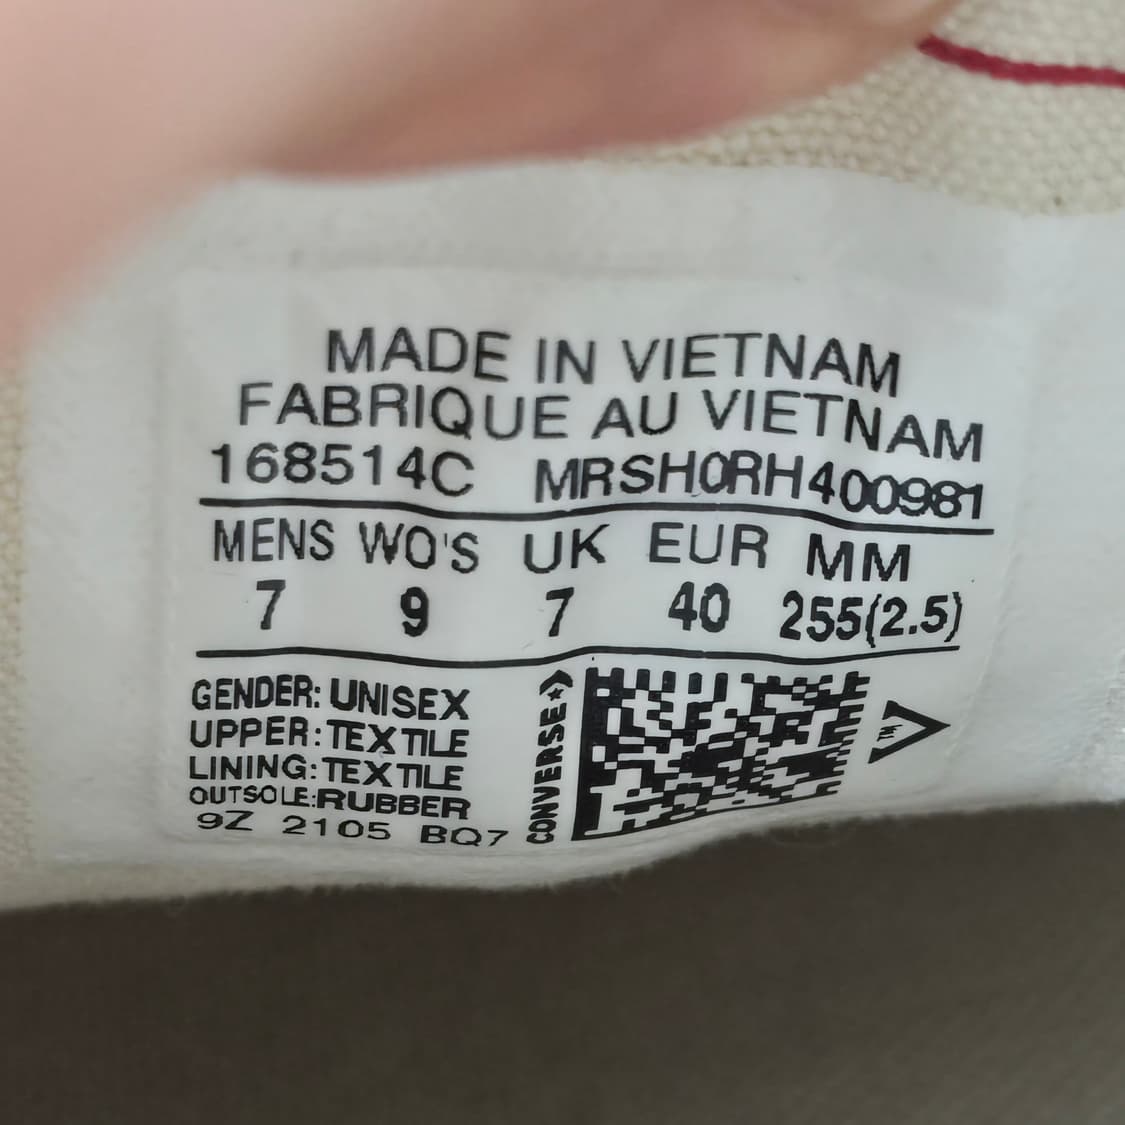 MADE IN VIETNAM
FABRIQUE AU VIETNAM
168514C MRSH0RH400981
MENS WO'S UK EUR MM
7 9 7 40 255(2.5)
GENDER: UNISEX
UPPER: TEXTILE
LINING: TEXTILE
OUTSOLE: RUBBER
9Z 2105 BQ7
CONVERSE